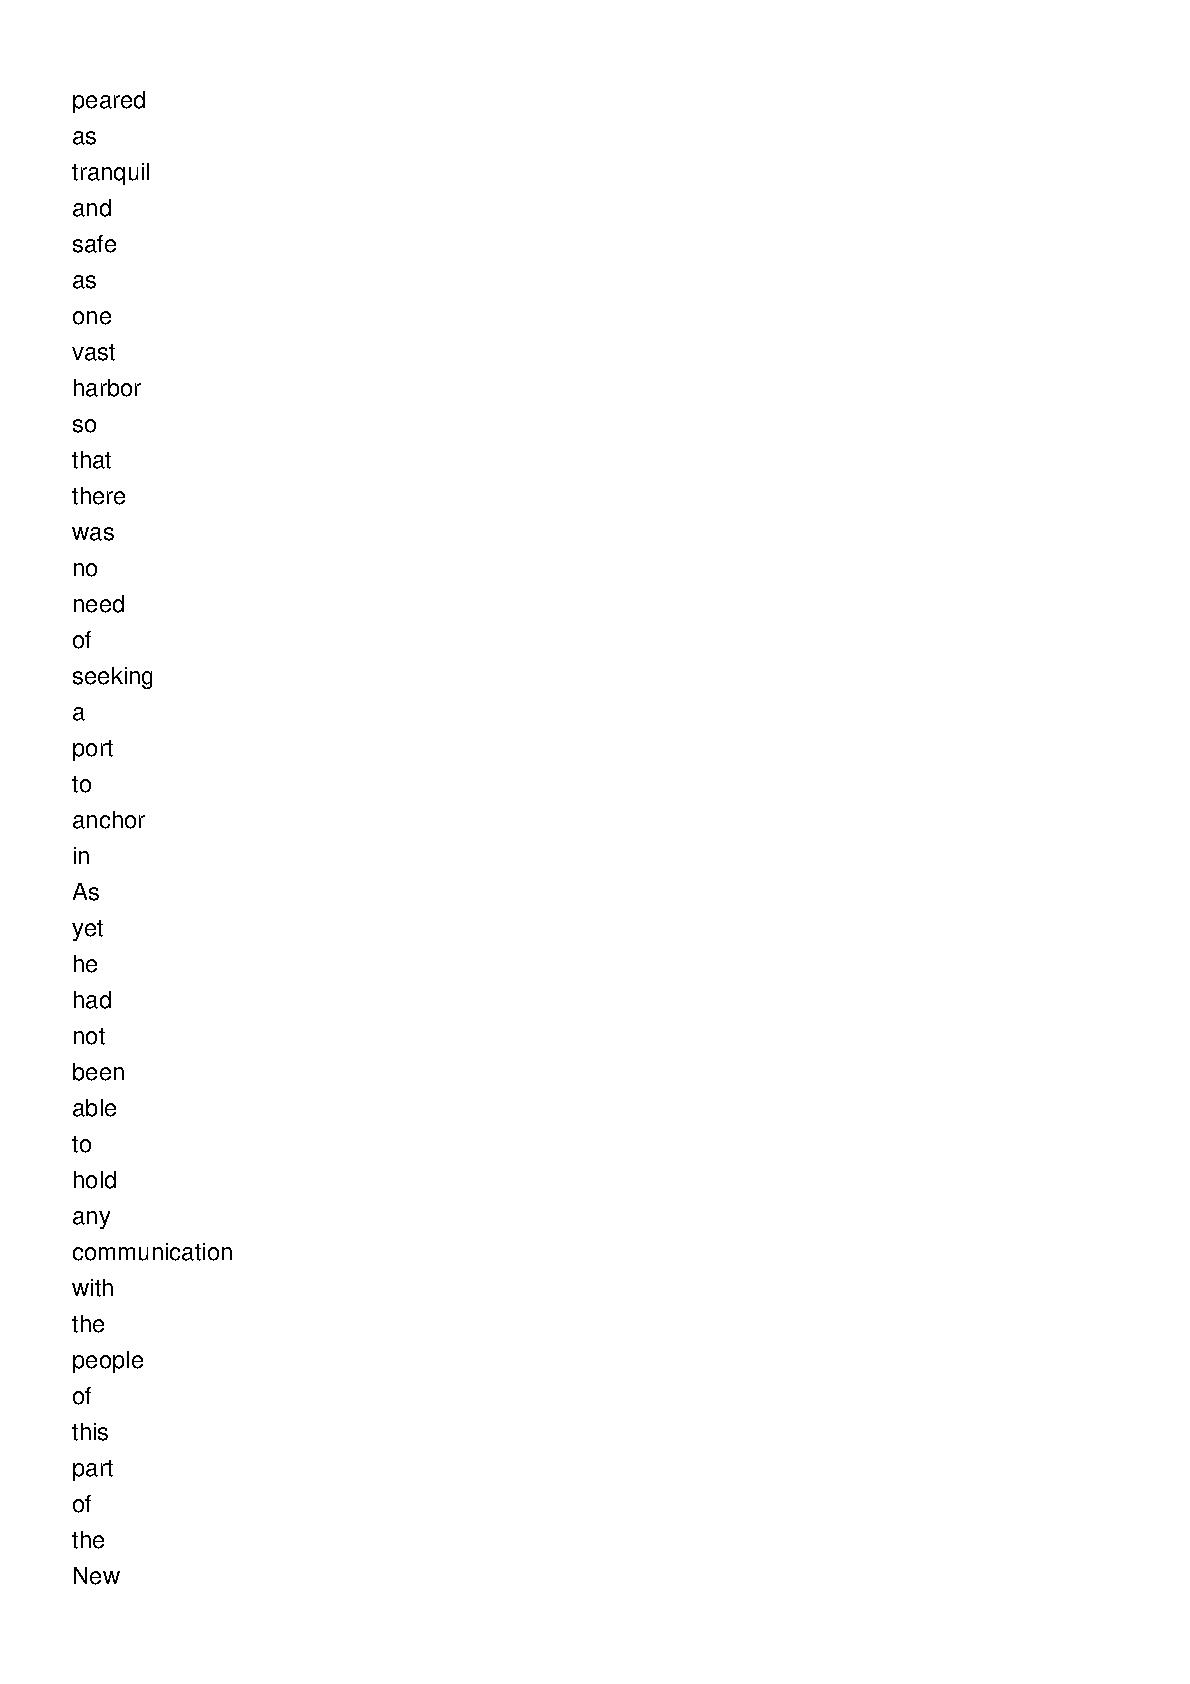 peared
as
tranquil
and
safe
as
one
vast
harbor
so
that
there
was
no
need
of
seeking
a
port
to
anchor
in
As
yet
he
had
not
been
able
to
hold
any
communication
with
the
people
of
this
part
of
the
New